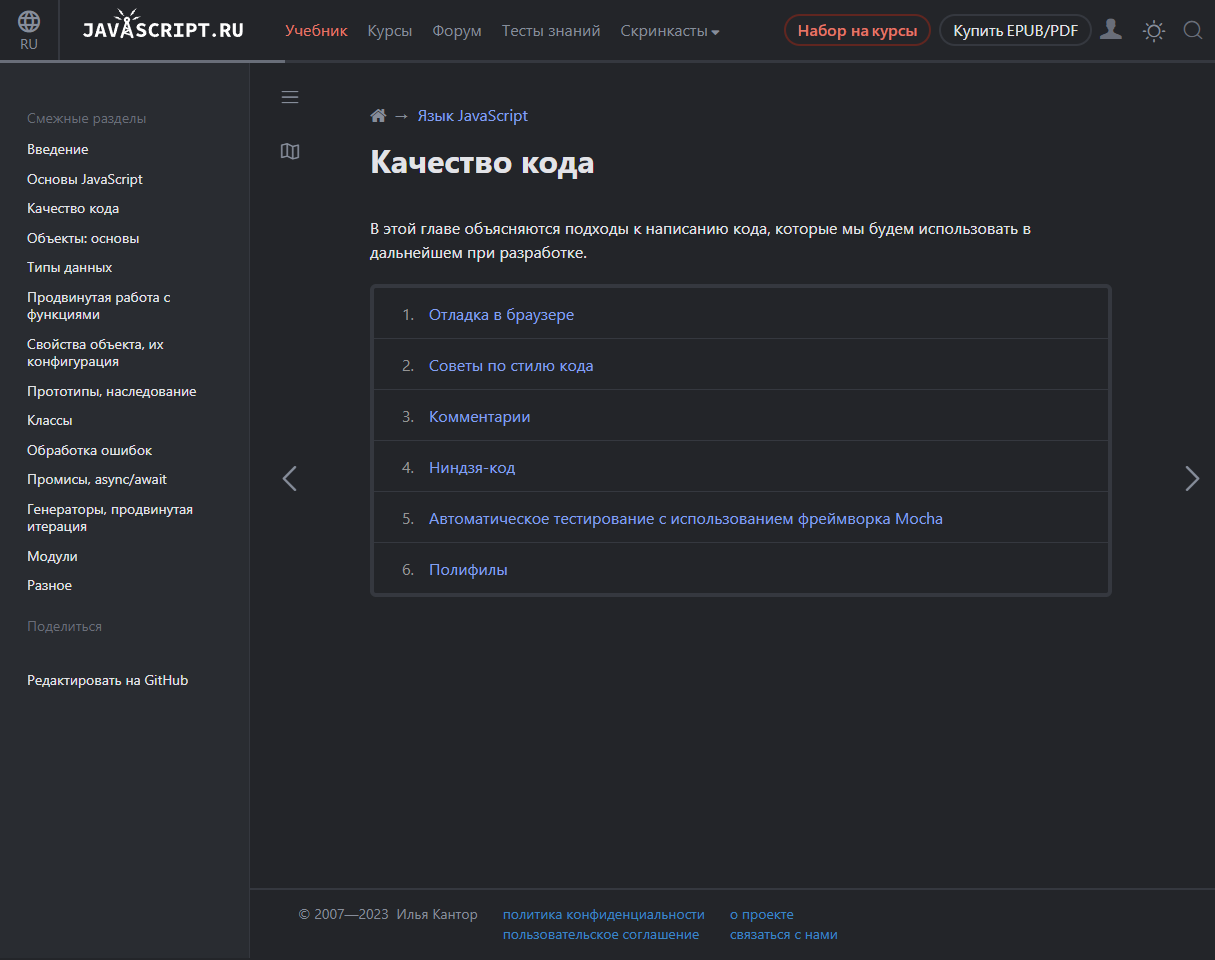 RU
JAVASCRIPT.RU
Учебник Курсы Форум Тесты знаний Скринкасты
Набор на курсы
Купить EPUB/PDF
Смежные разделы
Введение
Основы JavaScript
Качество кода
Объекты: основы
Типы данных
Продвинутая работа с
функциями
Свойства объекта, их
конфигурация
Прототипы, наследование
Классы
Обработка ошибок
Промисы, async/await
Генераторы, продвинутая
итерация
Модули
Разное
Поделиться
Редактировать на GitHub
→ Язык JavaScript
Качество кода
В этой главе объясняются подходы к написанию кода, которые мы будем использовать в
дальнейшем при разработке.
1. Отладка в браузере
2. Советы по стилю кода
3. Комментарии
4. Ниндзя-код
5. Автоматическое тестирование с использованием фреймворка Mocha
6. Полифилы
© 2007—2023 Илья Кантор
политика конфиденциальности
пользовательское соглашение
о проекте
связаться с нами